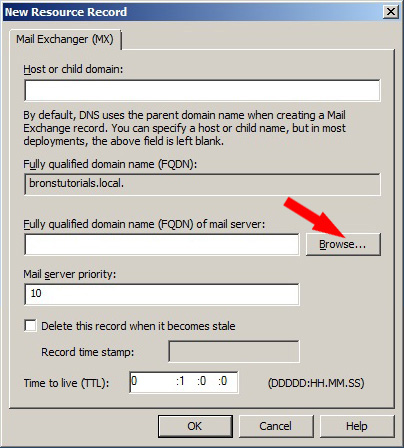 New Resource Record
Mail Exchanger (MX)
Host or child domain:
By default, DNS uses the parent domain name when creating a Mail
Exchange record. You can specify a host or child name, but in most
deployments, the above field is left blank.
Fully qualified domain name (FQDN):
bronstutorials.local.
Fully qualified domain name (FQDN) of mail server:
Browse...
Mail server priority:
10
Delete this record when it becomes stale
Record time stamp:
Time to live (TTL): 0 :1 :0 :0 (DDDDD:HH.MM.SS)
OK Cancel Help